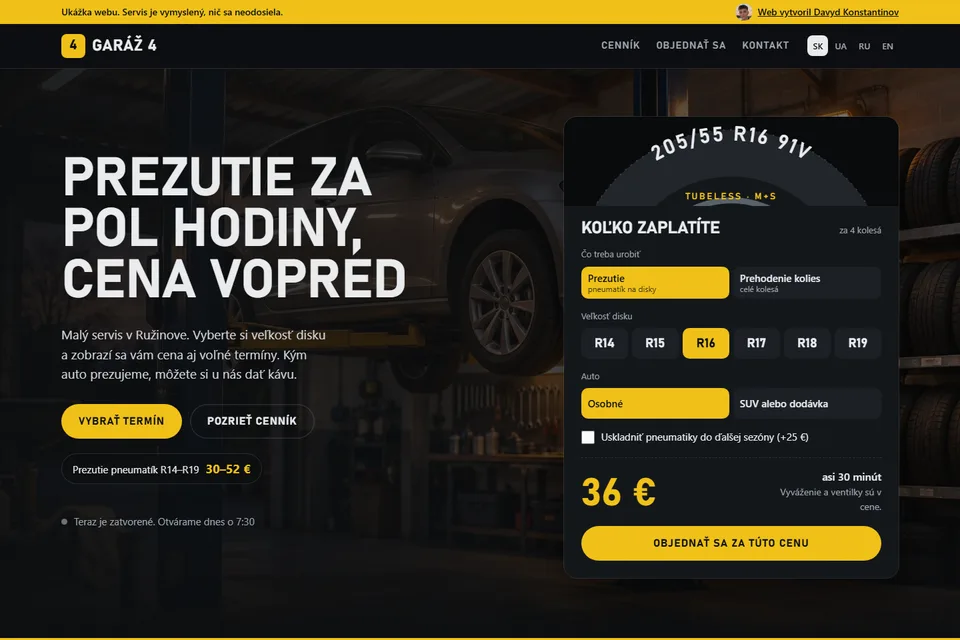 Ukážka webu. Servis je vymyslený, nič sa neodosiela.
Web vytvoril Davyd Konstantinov
4 GARÁŽ 4
CENNÍK OBJEDNAŤ SA KONTAKT SK UA RU EN
PREZUTIE ZA
POL HODINY,
CENA VOPRED
Malý servis v Ružinove. Vyberte si veľkosť disku
a zobrazí sa vám cena aj voľné termíny. Kým
auto prezujeme, môžete si u nás dať kávu.
VYBRAŤ TERMÍN POZRIEŤ CENNÍK
Prezutie pneumatík R14–R19 30–52 €
Teraz je zatvorené. Otvárame dnes o 7:30
205/55 R16 91V
TUBELESS · M+S
KOĽKO ZAPLATÍTE za 4 kolesá
Čo treba urobiť
Prezutie
pneumatík na disky
Prehodenie kolies
celé kolesá
Veľkosť disku
R14 R15 R16 R17 R18 R19
Auto
Osobné SUV alebo dodávka
Uskladniť pneumatiky do ďalšej sezóny (+25 €)
36 €
asi 30 minút
Vyváženie a ventilky sú v
cene.
OBJEDNAŤ SA ZA TÚTO CENU